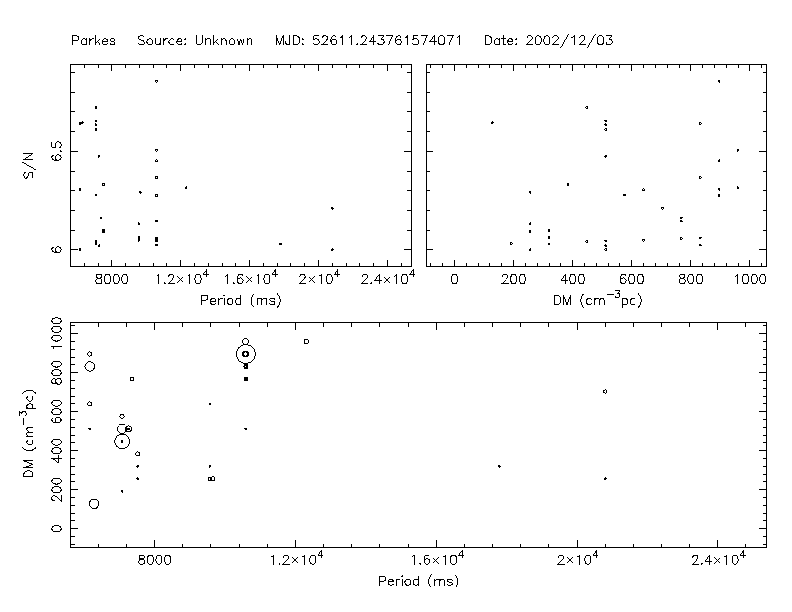 Parkes Source: Unknown MJD: 52611.243761574071 Date: 2002/12/03
S/N
6.5
6
8000 1.2×10⁴ 1.6×10⁴ 2×10⁴ 2.4×10⁴
Period (ms)
0 200 400 600 800 1000
DM (cm⁻³pc)
DM (cm⁻³pc)
1000
800
600
400
200
0
8000 1.2×10⁴ 1.6×10⁴ 2×10⁴ 2.4×10⁴
Period (ms)